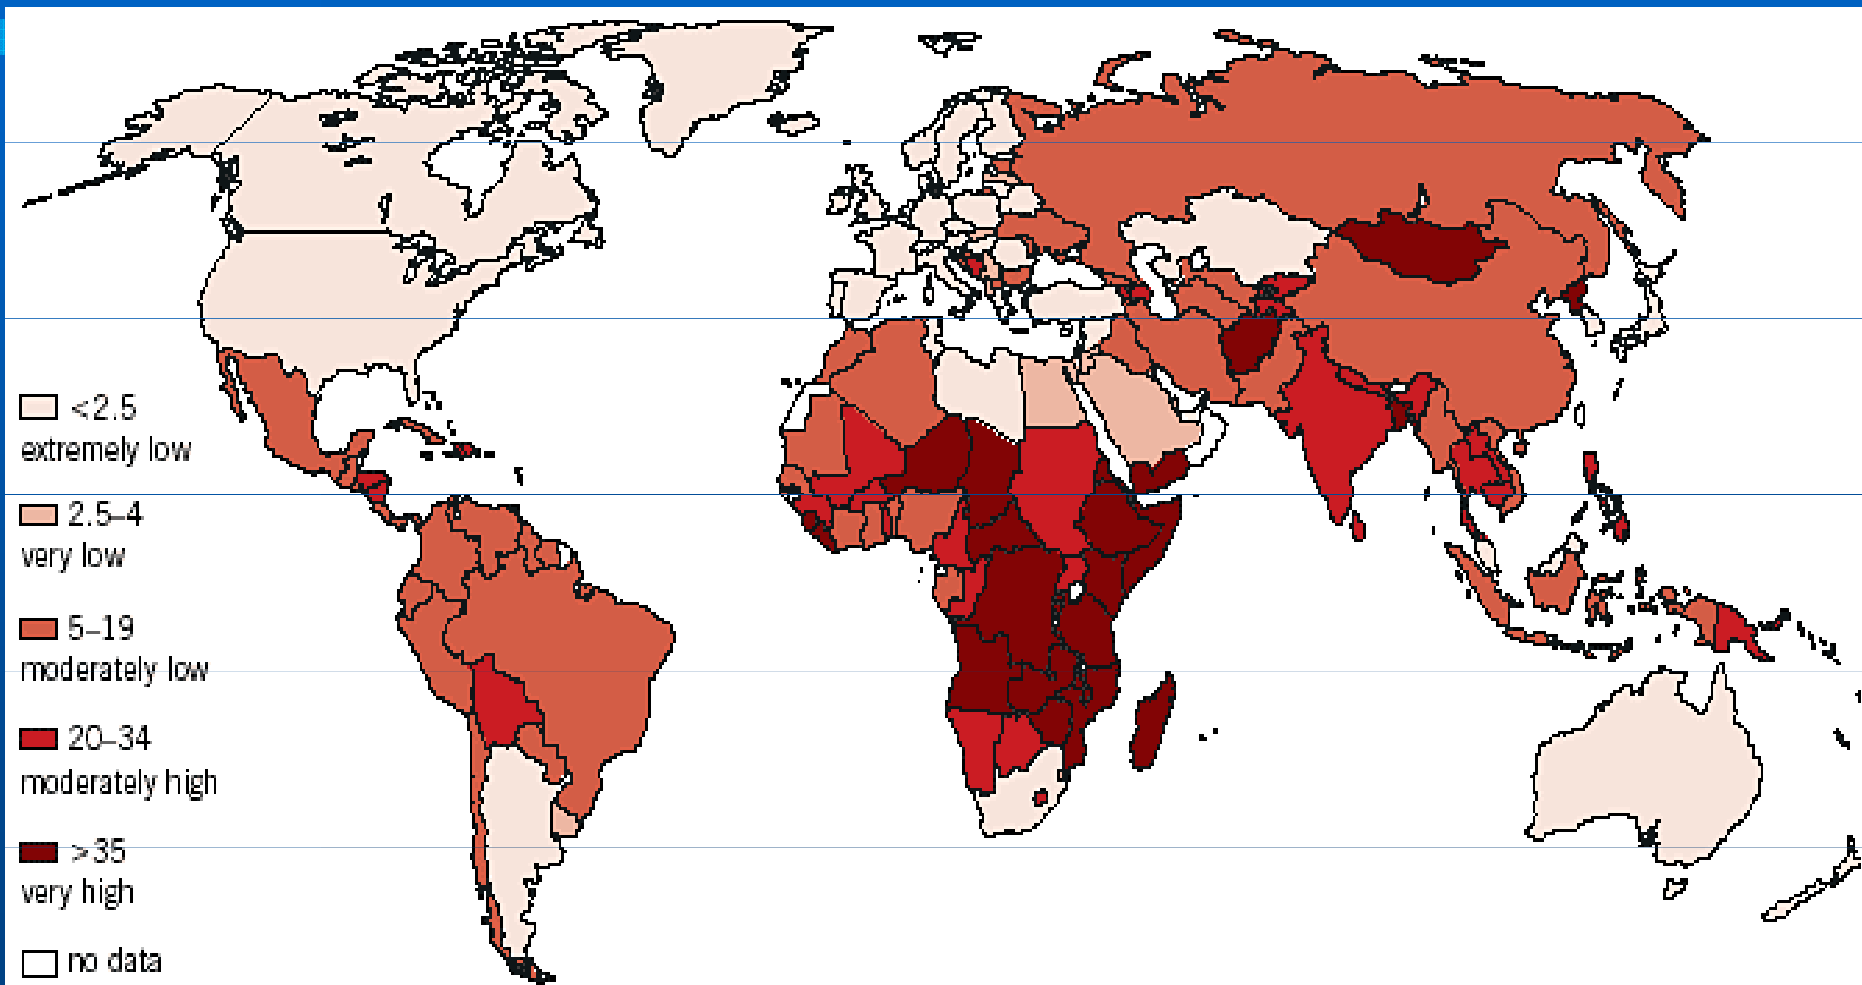 <2.5
extremely low
2.5–4
very low
5–19
moderately low
20–34
moderately high
>35
very high
no data